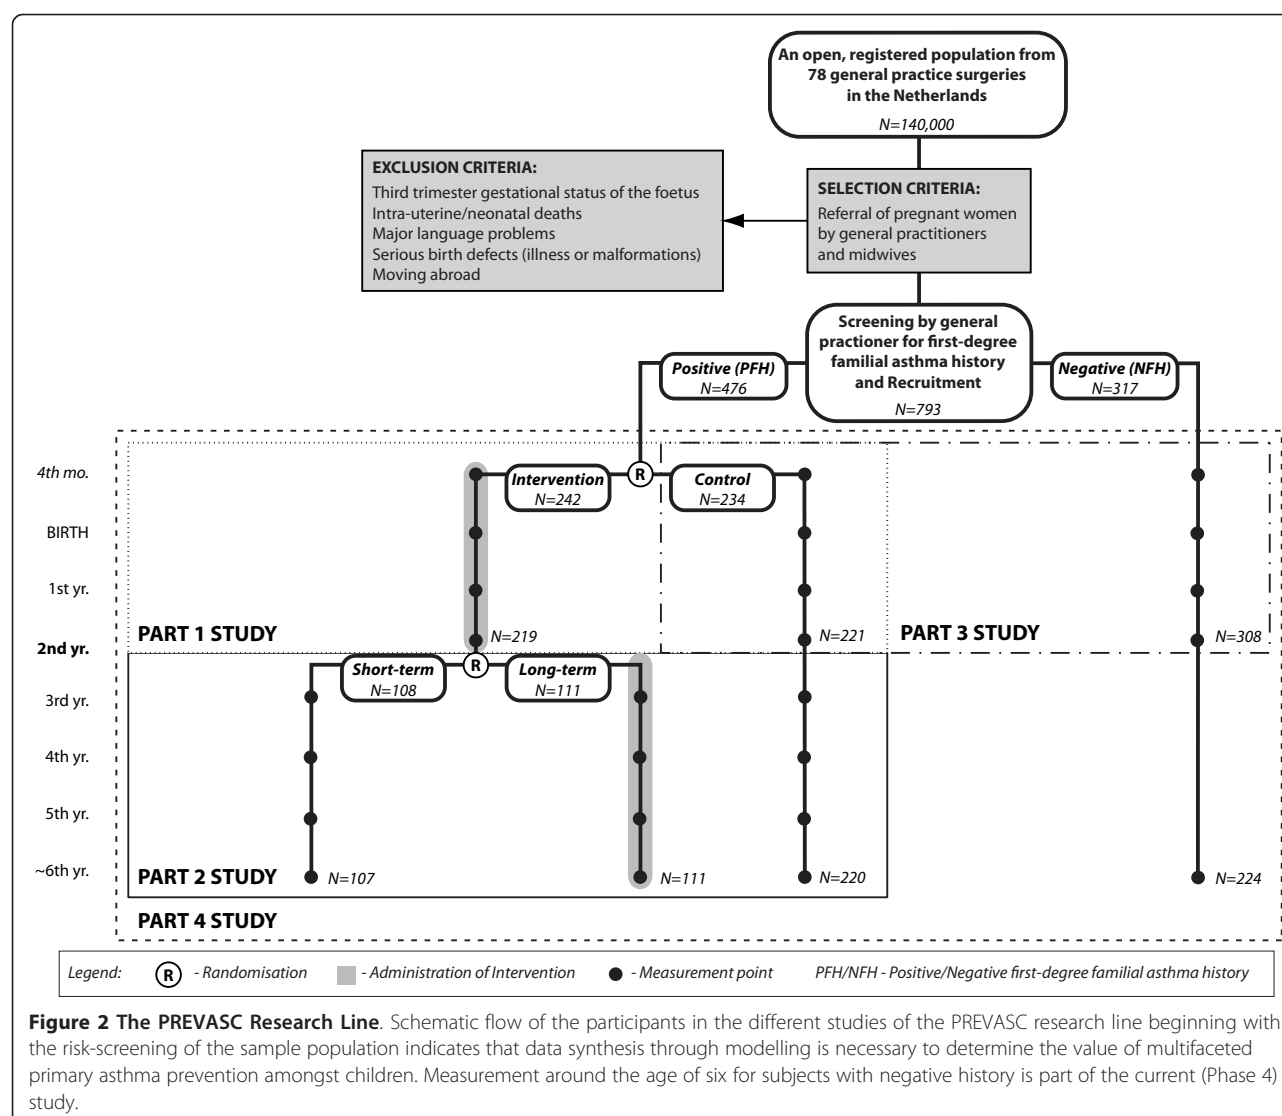 An open, registered population from
78 general practice surgeries
in the Netherlands
N=140,000
EXCLUSION CRITERIA:
Third trimester gestational status of the foetus
Intra-uterine/neonatal deaths
Major language problems
Serious birth defects (illness or malformations)
Moving abroad
SELECTION CRITERIA:
Referral of pregnant women
by general practitioners
and midwives
Screening by general
practioner for first-degree
familial asthma history
and Recruitment
N=793
Positive (PFH)
N=476
Negative (NFH)
N=317
4th mo.
Intervention
N=242
R
Control
N=234
BIRTH
1st yr.
PART 1 STUDY
N=219
N=221
PART 3 STUDY
N=308
2nd yr.
Short-term
N=108
R
Long-term
N=111
3rd yr.
4th yr.
5th yr.
~6th yr.
PART 2 STUDY
N=107
N=111
N=220
N=224
PART 4 STUDY
Legend: R - Randomisation - Administration of Intervention - Measurement point PFH/NFH - Positive/Negative first-degree familial asthma history
Figure 2 The PREVASC Research Line. Schematic flow of the participants in the different studies of the PREVASC research line beginning with
the risk-screening of the sample population indicates that data synthesis through modelling is necessary to determine the value of multifaceted
primary asthma prevention amongst children. Measurement around the age of six for subjects with negative history is part of the current (Phase 4)
study.